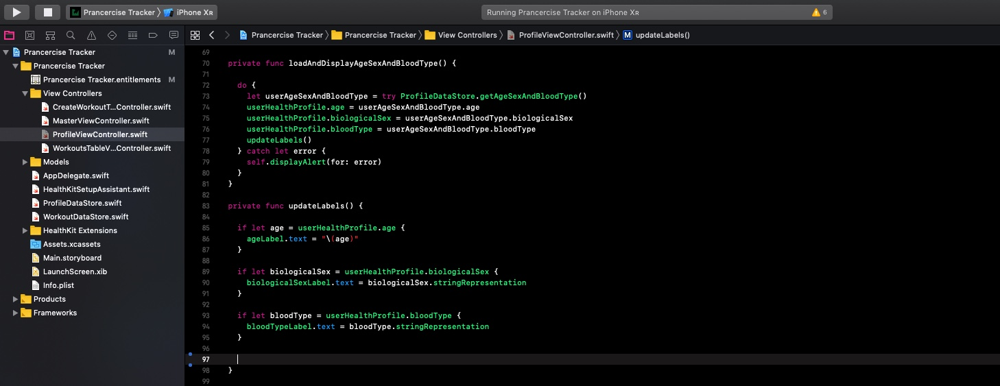 Prancercise Tracker iPhone XR
Running Prancercise Tracker on iPhone XR
6
Prancercise Tracker Prancercise Tracker View Controllers ProfileViewController.swift M updateLabels()
Prancercise Tracker M
Prancercise Tracker
Prancercise Tracker.entitlements M
View Controllers
CreateWorkoutT...Controller.swift
MasterViewController.swift
ProfileViewController.swift
WorkoutsTableV...Controller.swift
Models
AppDelegate.swift
HealthKitSetupAssistant.swift
ProfileDataStore.swift
WorkoutDataStore.swift
HealthKit Extensions
Assets.xcassets
Main.storyboard
LaunchScreen.xib
Info.plist
Products
Frameworks
69
70 private func loadAndDisplayAgeSexAndBloodType() {
71
72 do {
73 let userAgeSexAndBloodType = try ProfileDataStore.getAgeSexAndBloodType()
74 userHealthProfile.age = userAgeSexAndBloodType.age
75 userHealthProfile.biologicalSex = userAgeSexAndBloodType.biologicalSex
76 userHealthProfile.bloodType = userAgeSexAndBloodType.bloodType
77 updateLabels()
78 } catch let error {
79 self.displayAlert(for: error)
80 }
81 }
82
83 private func updateLabels() {
84
85 if let age = userHealthProfile.age {
86 ageLabel.text = "\(age)"
87 }
88
89 if let biologicalSex = userHealthProfile.biologicalSex {
90 biologicalSexLabel.text = biologicalSex.stringRepresentation
91 }
92
93 if let bloodType = userHealthProfile.bloodType {
94 bloodTypeLabel.text = bloodType.stringRepresentation
95 }
96
97
98 }
99